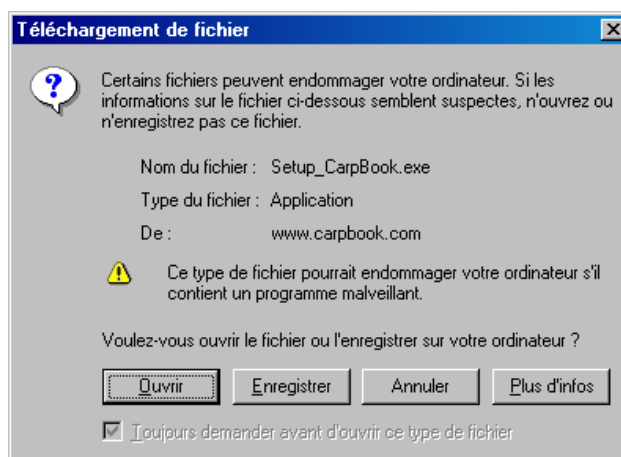 Téléchargement de fichier
Certains fichiers peuvent endommager votre ordinateur. Si les
informations sur le fichier ci-dessous semblent suspectes, n'ouvrez ou
n'enregistrez pas ce fichier.
Nom du fichier : Setup_CarpBook.exe
Type du fichier : Application
De : www.carpbook.com
Ce type de fichier pourrait endommager votre ordinateur s'il
contient un programme malveillant.
Voulez-vous ouvrir le fichier ou l'enregistrer sur votre ordinateur ?
Ouvrir Enregistrer Annuler Plus d'infos
Toujours demander avant d'ouvrir ce type de fichier